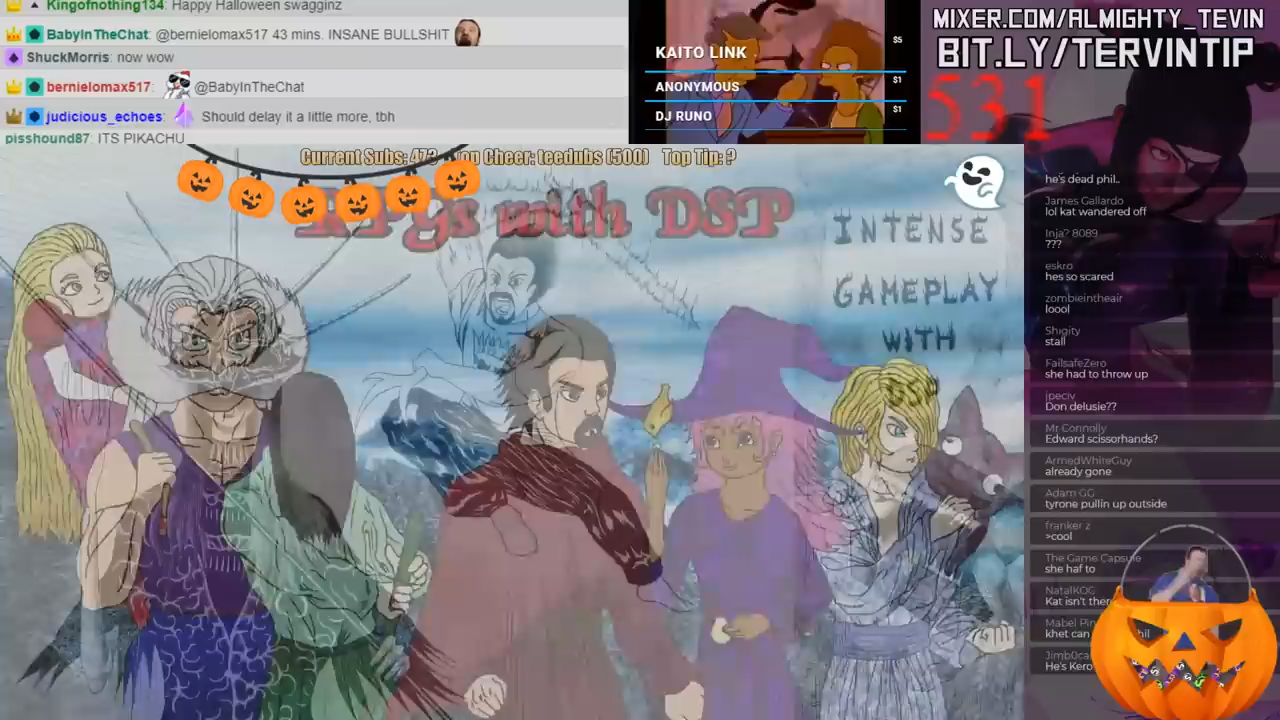 Kingofnothing134: Happy Halloween swagginz
BabyInTheChat: @bernielomax517 43 mins. INSANE BULLSHIT
ShuckMorris: now wow
bernielomax517: @BabyInTheChat
judicious_echoes: Should delay it a little more, tbh
pisshound87: ITS PIKACHU
KAITO LINK $5
ANONYMOUS $1
DJ RUNO $1
MIXER.COM/ALMIGHTY_TEVIN
BIT.LY/TERVINTIP
531
Current Subs: 473 Cheer: teedubs (500) Top Tip: ?
with DSP
INTENSE
GAMEPLAY
WITH
he's dead phil..
James Gallardo
lol kat wandered off
Inja? 8089
???
eskro
hes so scared
zombieintheair
loool
Shigity
stall
FailsafeZero
she had to throw up
jpeciv
Don delusie??
Mr Connolly
Edward scissorhands?
ArmedWhiteGuy
already gone
Adam GG
tyrone pullin up outside
franker z
>cool
The Game Capsule
she haf to
NatalKOG
Kat isn't
Mabel
khet can
He's